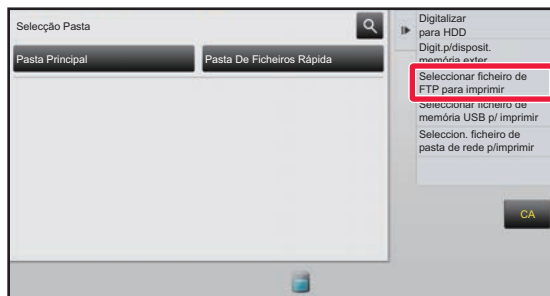 Selecção Pasta
Pasta Principal
Pasta De Ficheiros Rápida
Digitalizar
para HDD
Digit.p/disposit.
memória exter.
Seleccionar ficheiro de
FTP para imprimir
Seleccionar ficheiro de
memória USB p/ imprimir
Seleccion. ficheiro de
pasta de rede p/imprimir
CA